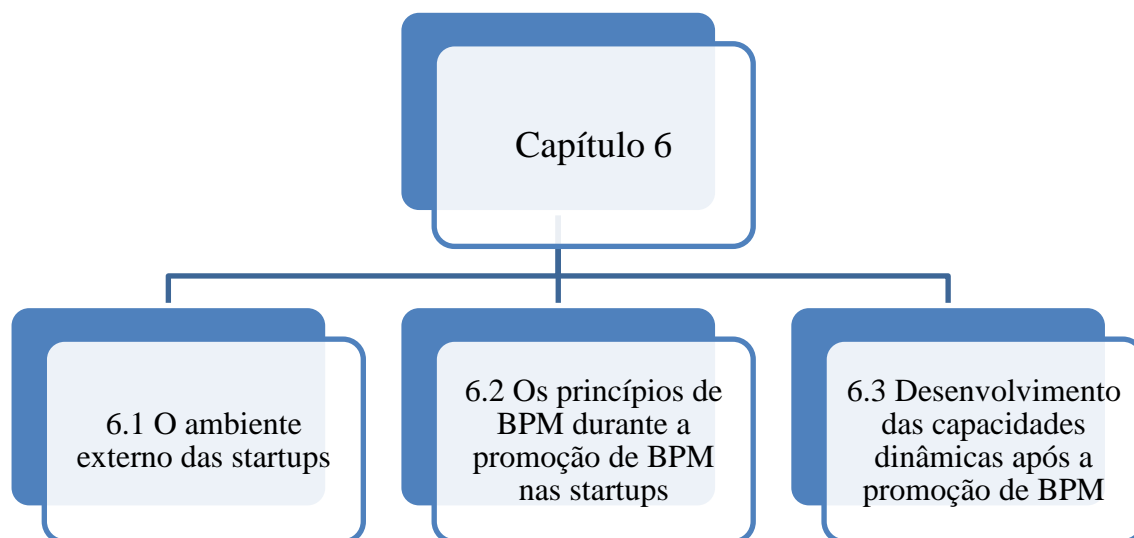 Capítulo 6
6.1 O ambiente
externo das startups
6.2 Os princípios de
BPM durante a
promoção de BPM
nas startups
6.3 Desenvolvimento
das capacidades
dinâmicas após a
promoção de BPM